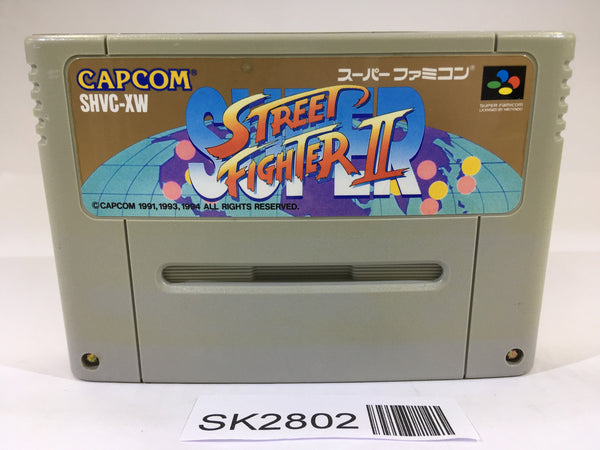 CAPCOM®
SHVC-XW
スーパー ファミコン®
SUPER FAMICOM
LICENSED BY NINTENDO
SUPER
STREET
FIGHTER II
©CAPCOM 1991, 1993, 1994 ALL RIGHTS RESERVED.
SK2802